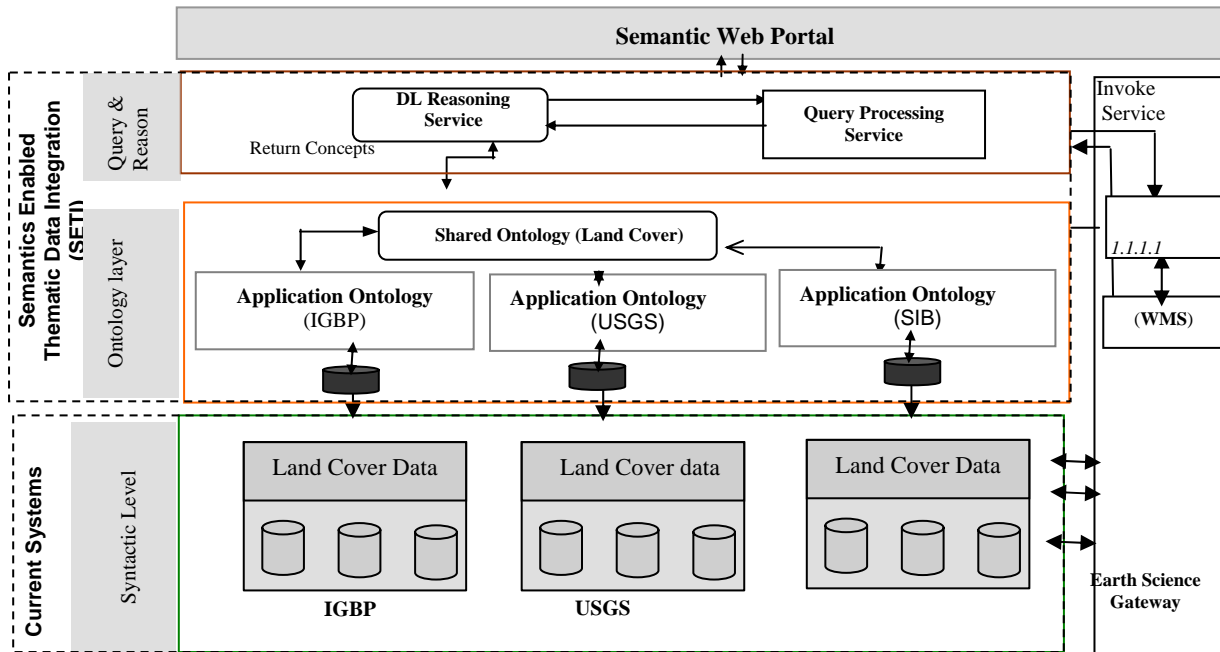 Semantic Web Portal
Semantics Enabled
Thematic Data Integration
(SETI)
Query &
Reason
DL Reasoning
Service
Query Processing
Service
Return Concepts
Invoke
Service
Ontology layer
Shared Ontology (Land Cover)
Application Ontology
(IGBP)
Application Ontology
(USGS)
Application Ontology
(SIB)
1.1.1.1
(WMS)
Current Systems
Syntactic Level
Land Cover Data
Land Cover data
Land Cover Data
IGBP
USGS
Earth Science
Gateway